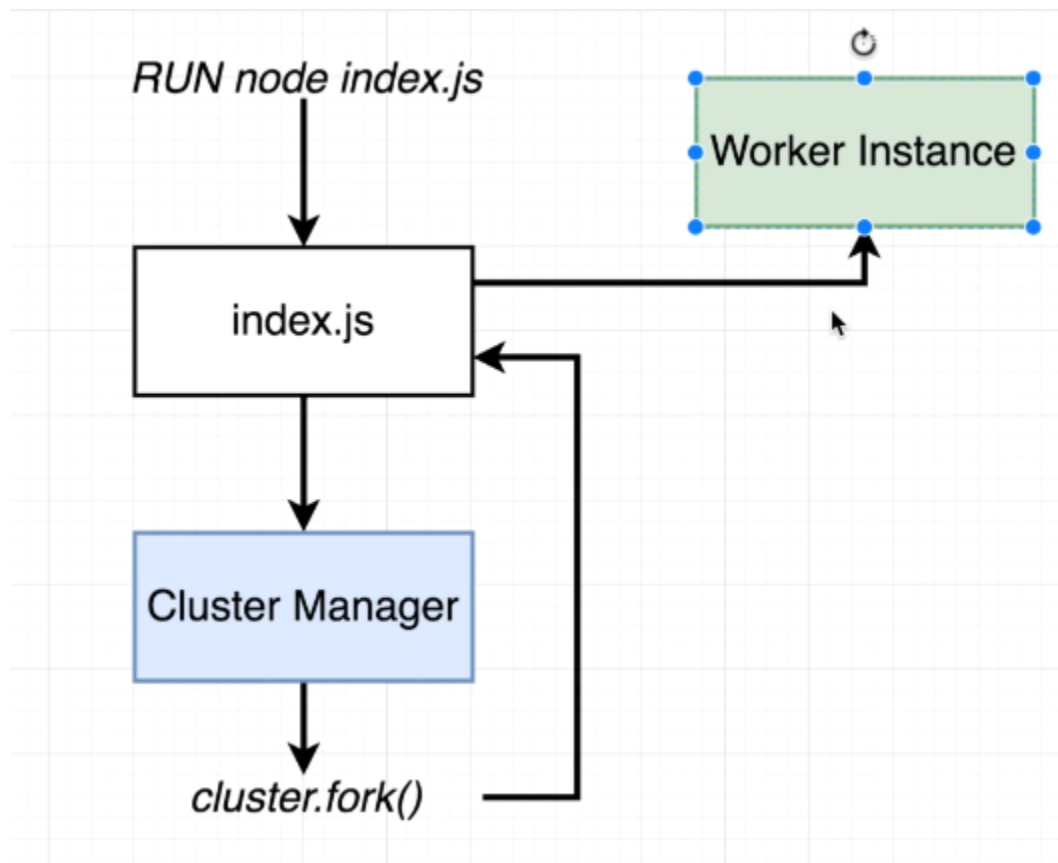 RUN node index.js
Worker Instance
index.js
Cluster Manager
cluster.fork()